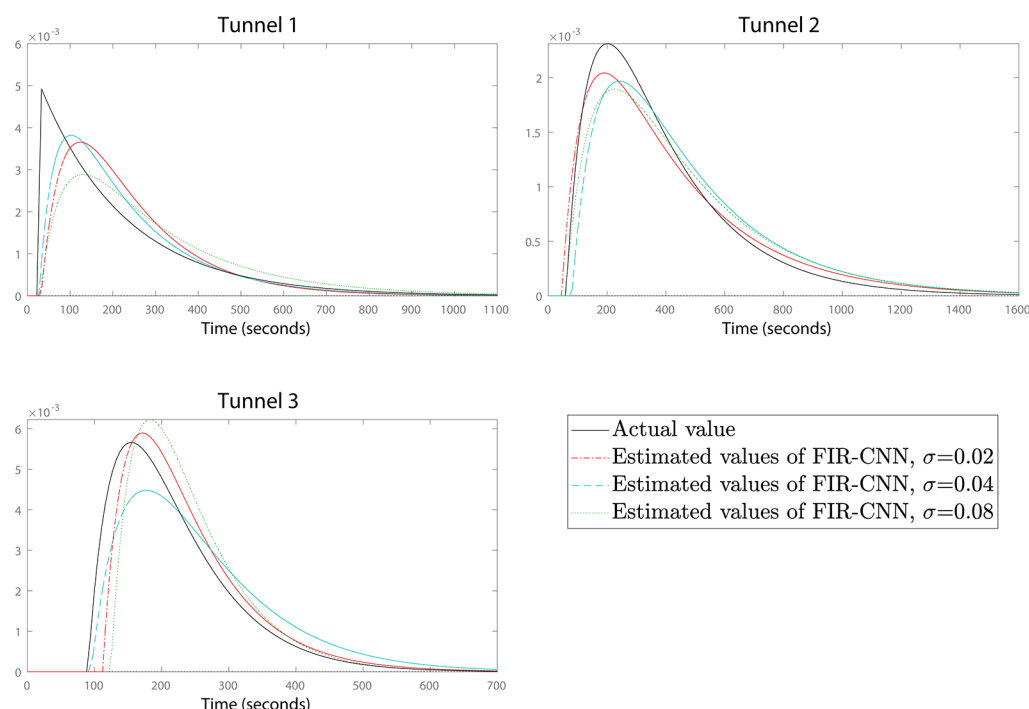 Tunnel 1
×10⁻³
6
5
4
3
2
1
0
0 100 200 300 400 500 600 700 800 900 1000 1100
Time (seconds)
Tunnel 2
×10⁻³
2
1.5
1
0.5
0
0 200 400 600 800 1000 1200 1400 1600
Time (seconds)
Tunnel 3
×10⁻³
6
5
4
3
2
1
0
0 100 200 300 400 500 600 700
Time (seconds)
Actual value
Estimated values of FIR-CNN, σ=0.02
Estimated values of FIR-CNN, σ=0.04
Estimated values of FIR-CNN, σ=0.08